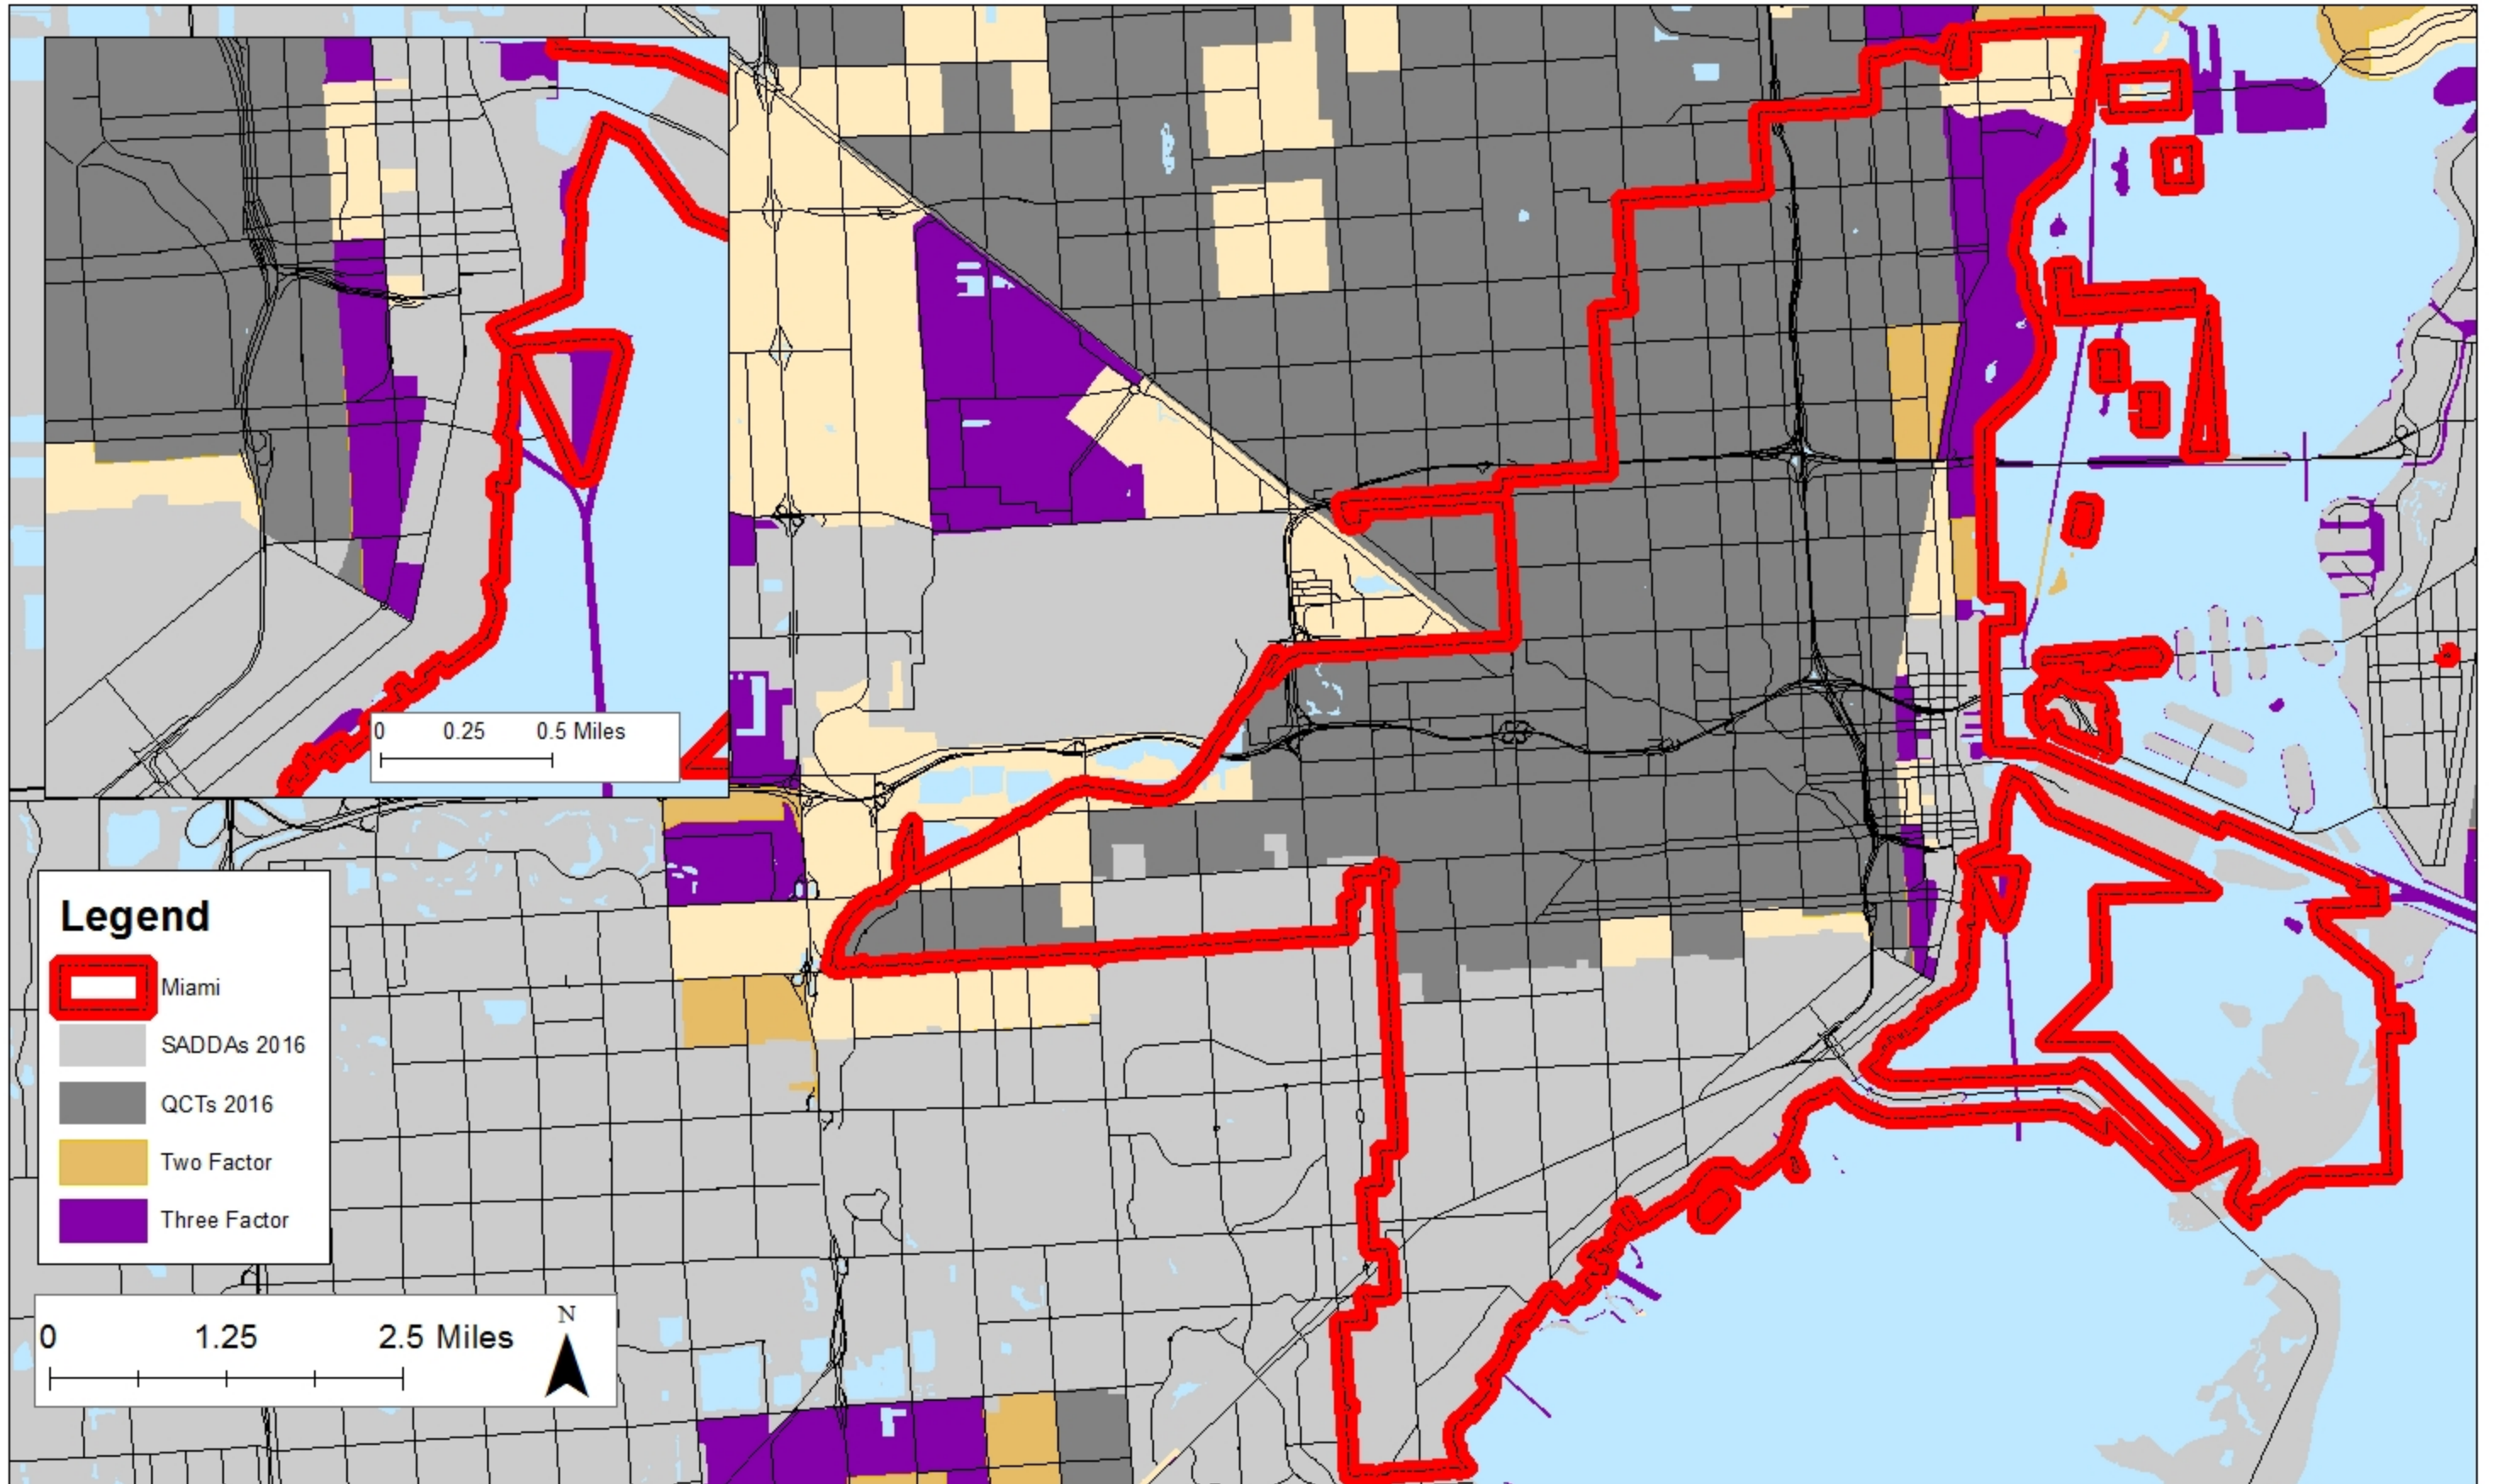 0 0.25 0.5 Miles
Legend
Miami
SADDAs 2016
QCTs 2016
Two Factor
Three Factor
0 1.25 2.5 Miles
N